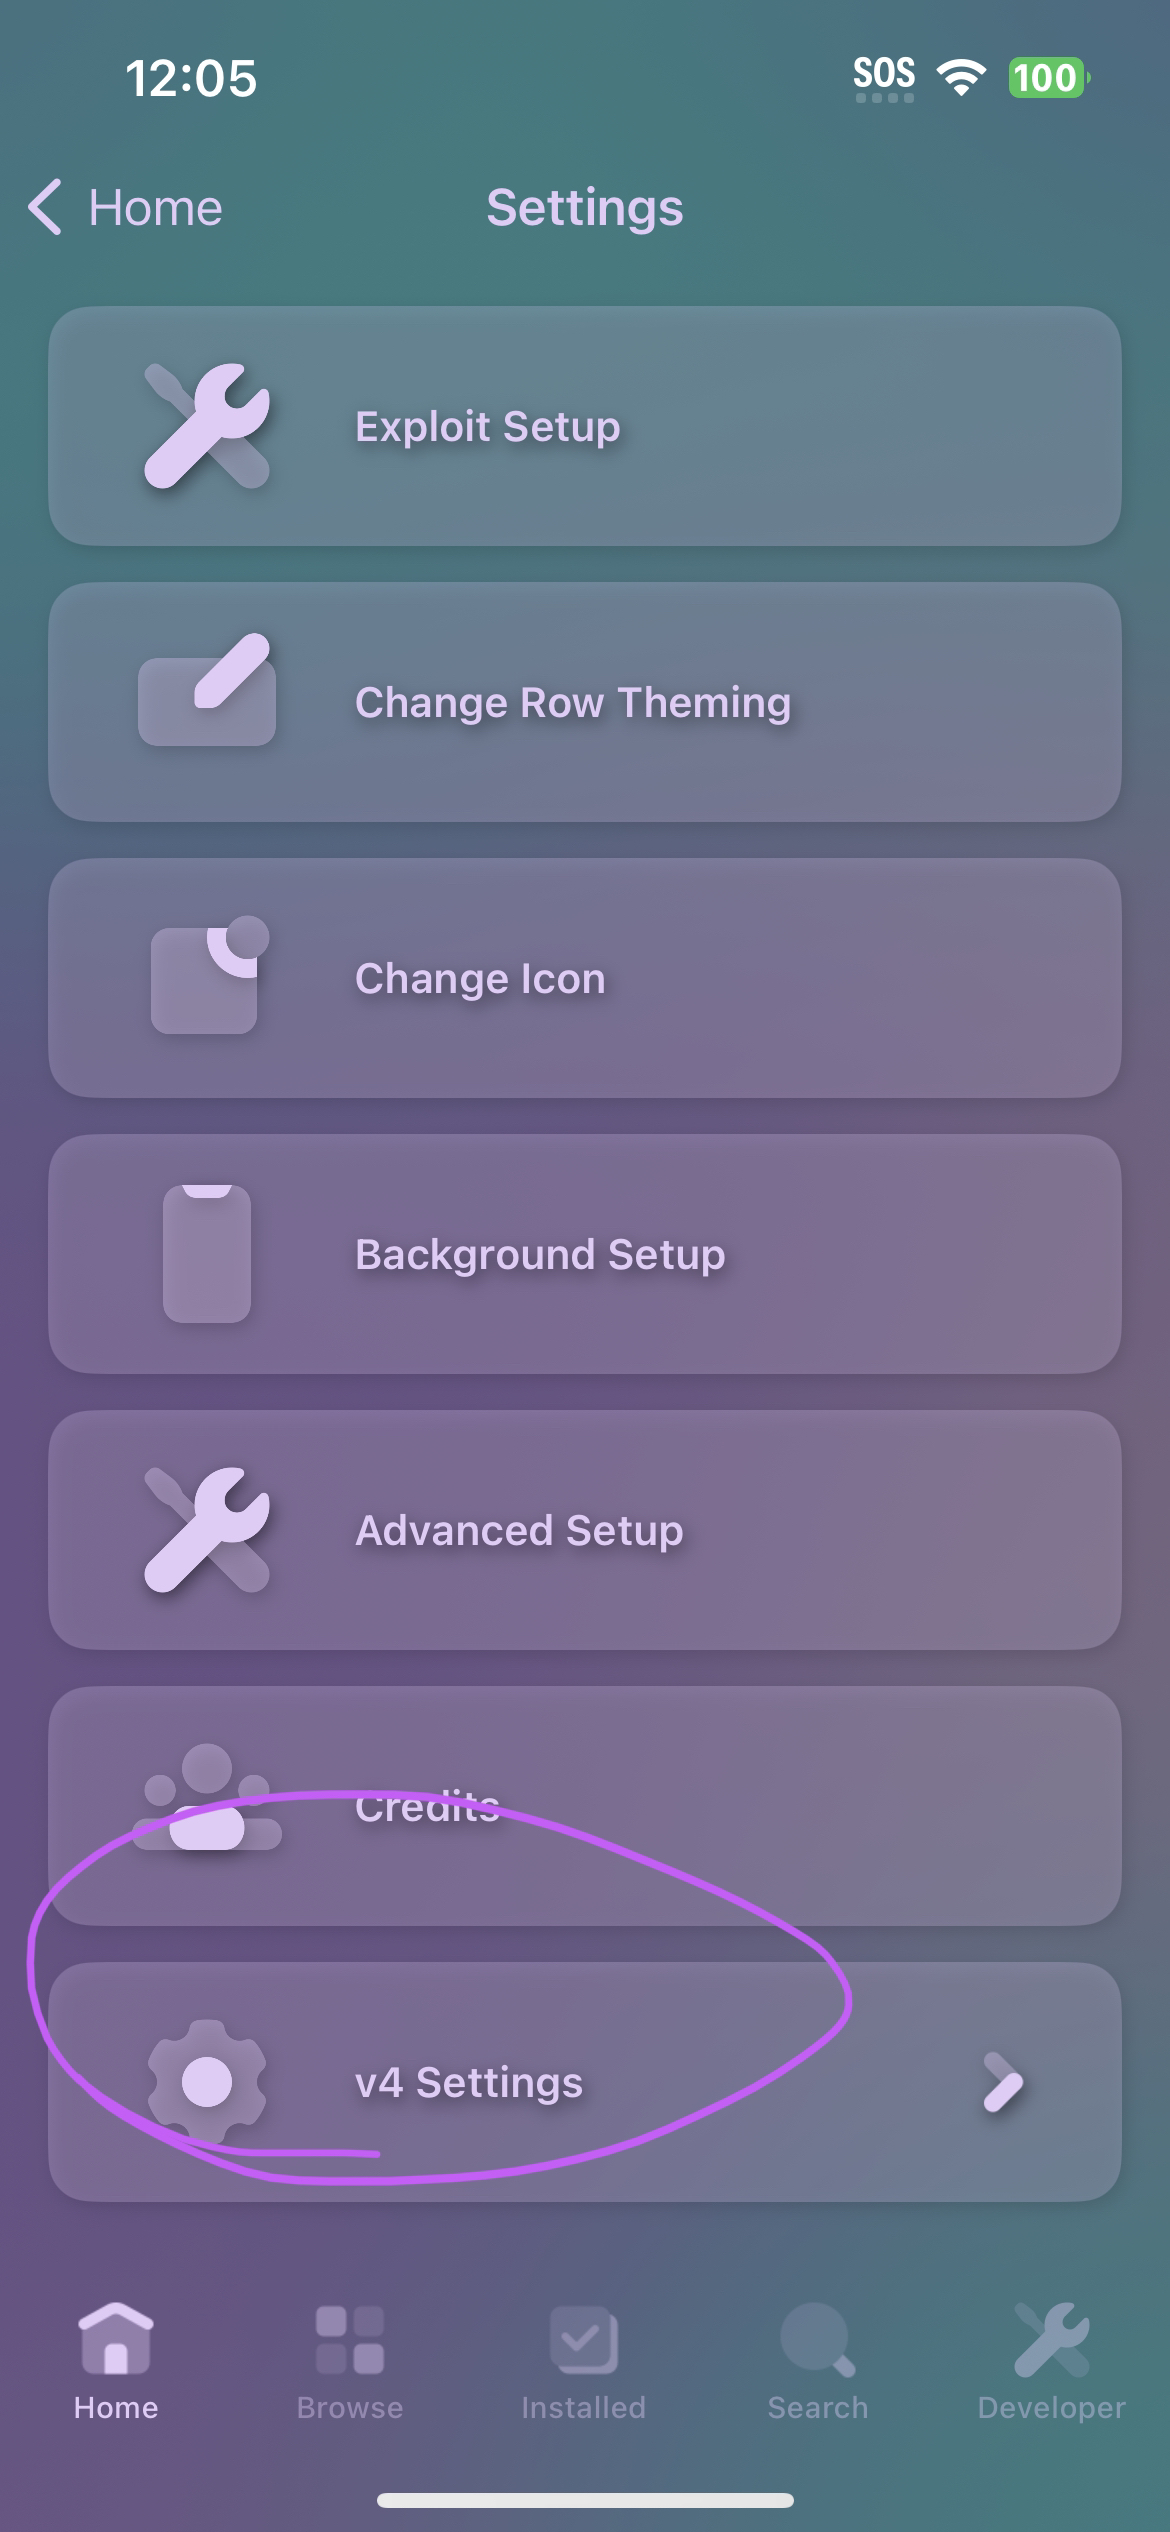 12:05
SOS
100
Home
Settings
Exploit Setup
Change Row Theming
Change Icon
Background Setup
Advanced Setup
Credits
v4 Settings
Home
Browse
Installed
Search
Developer